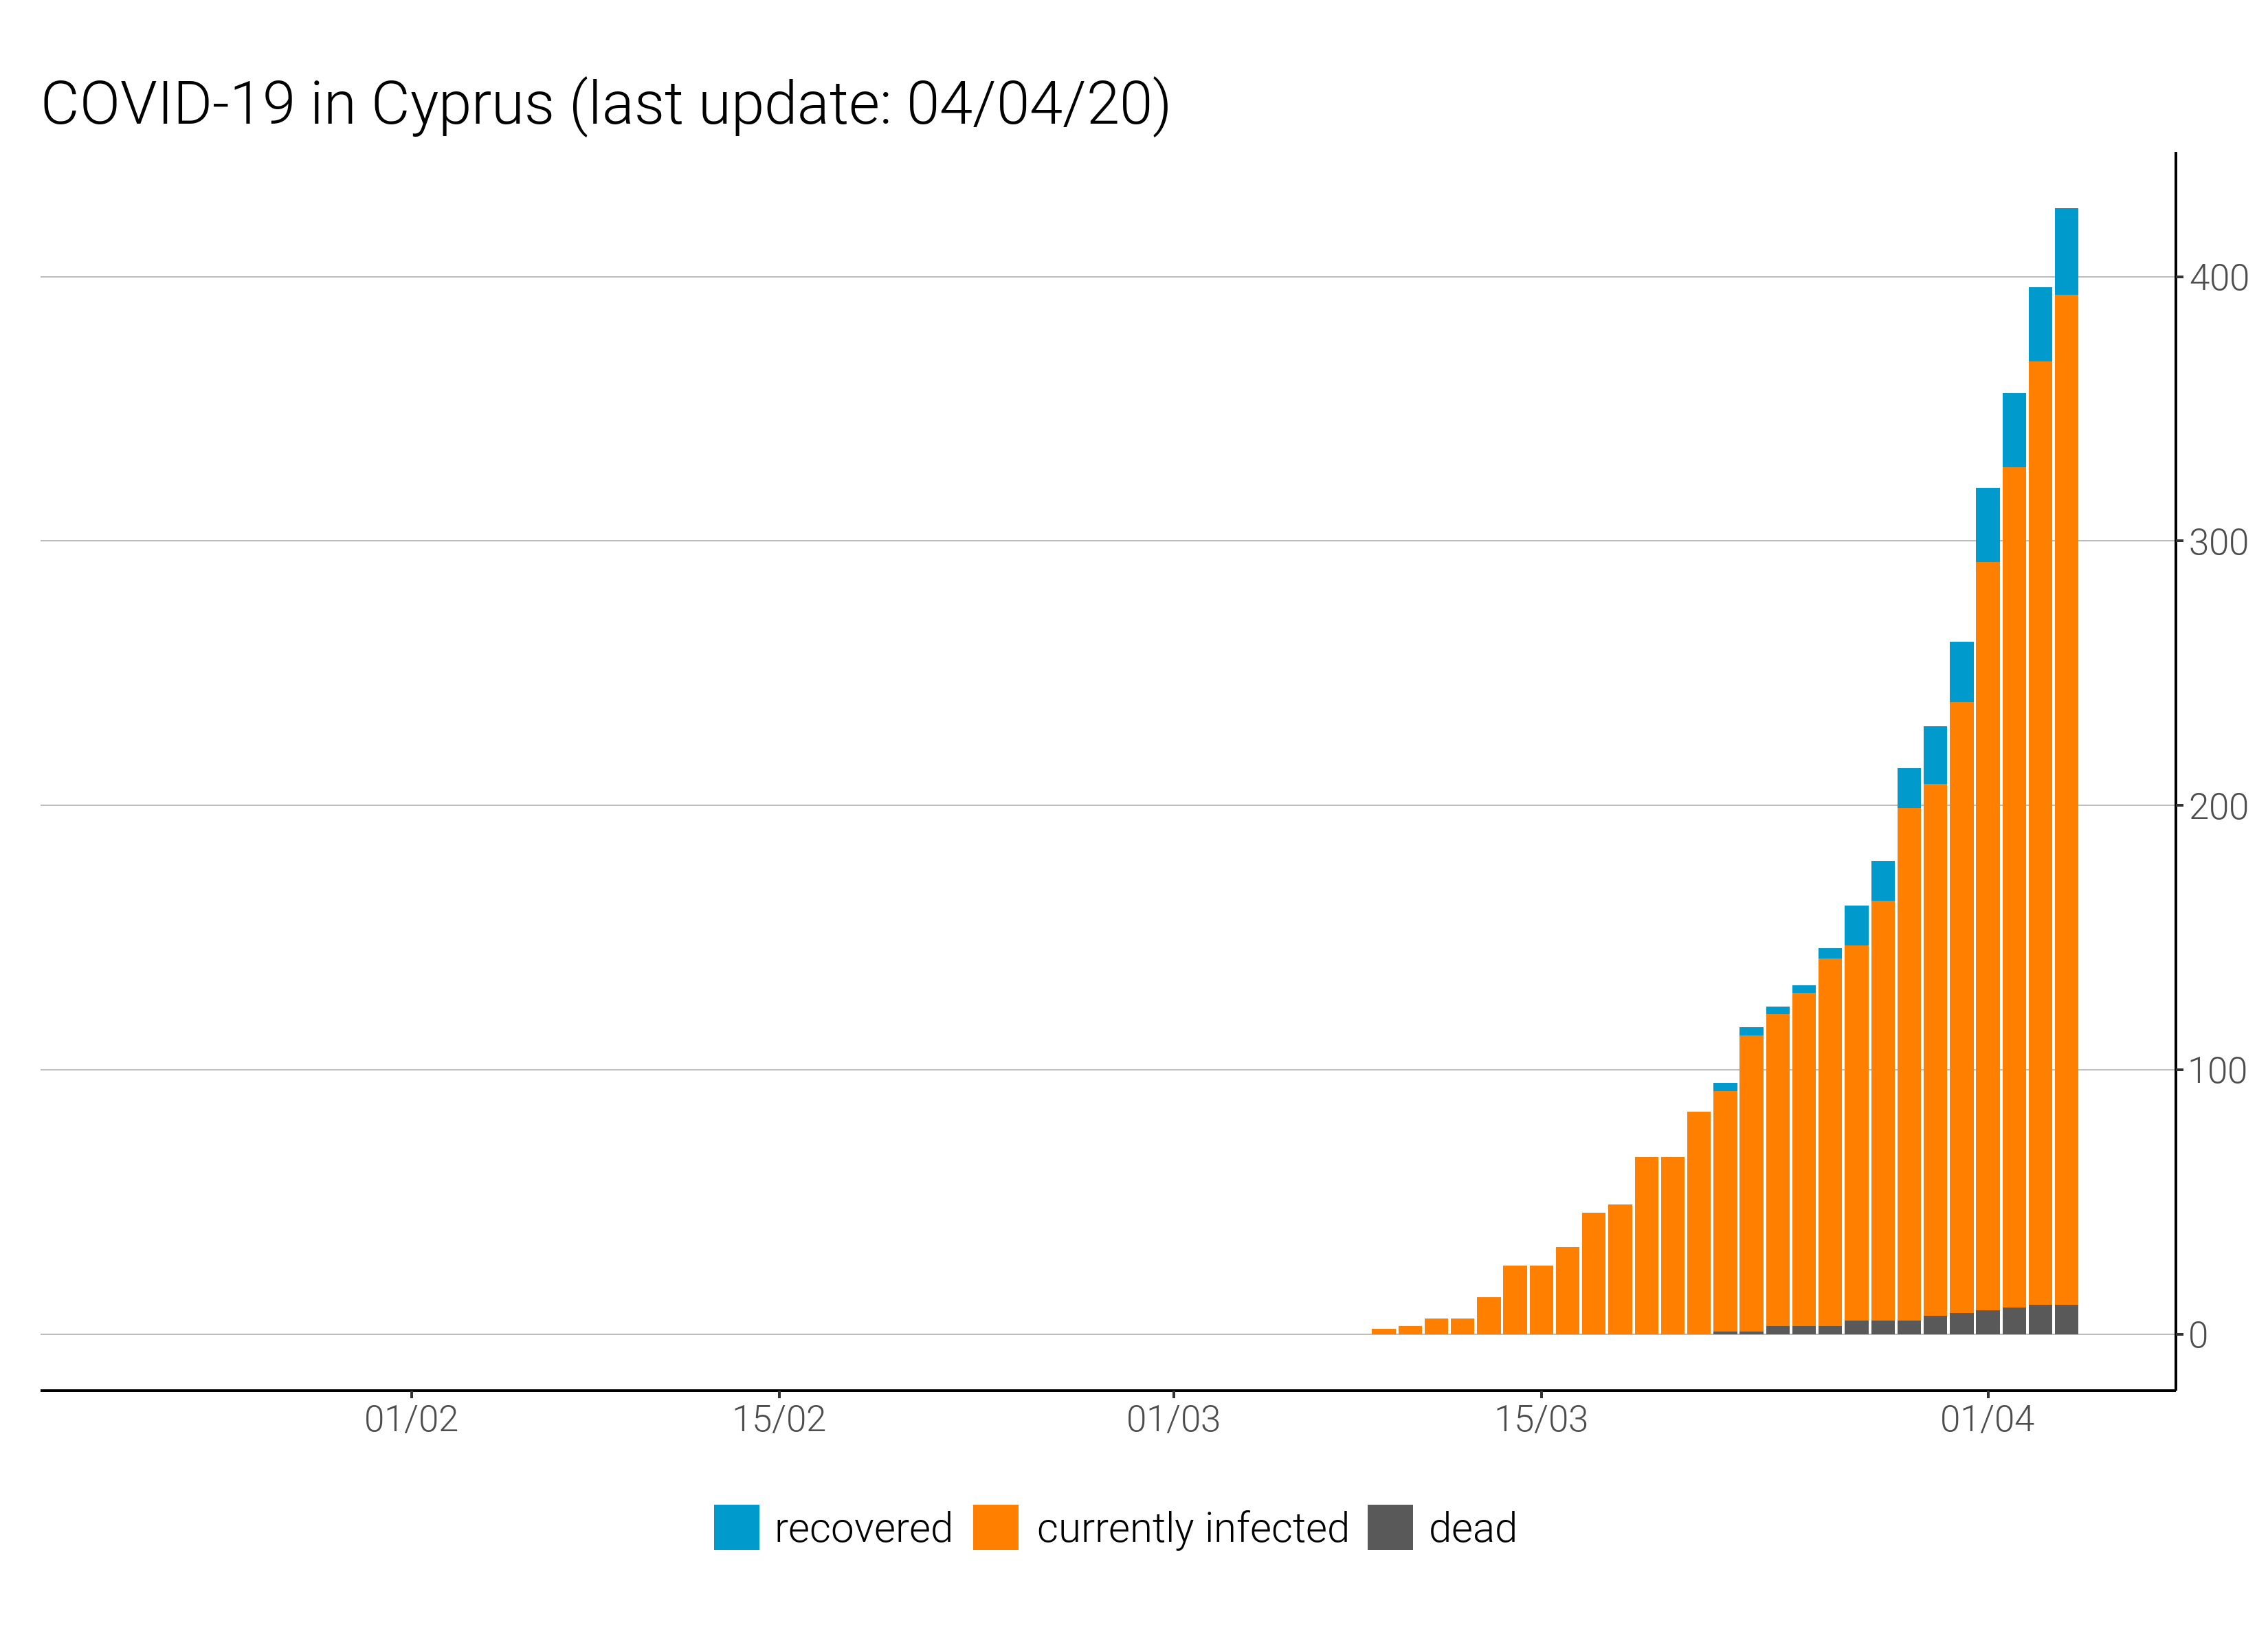 COVID-19 in Cyprus (last update: 04/04/20)
400
300
200
100
0
01/02 15/02 01/03 15/03 01/04
recovered currently infected dead